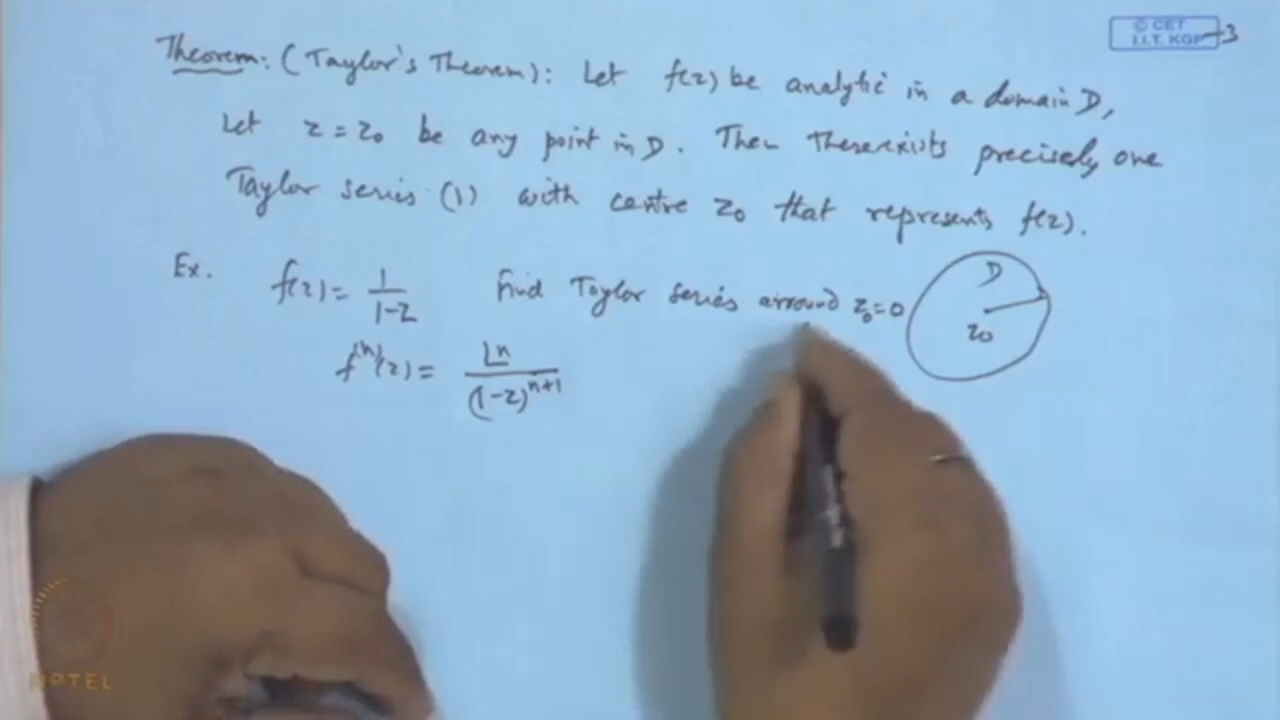 © CET
I.I.T. KGP
Theorem: (Taylor's Theorem): Let f(z) be analytic in a domain D,
Let z = z₀ be any point in D. Then there exists precisely one
Taylor series (1) with centre z₀ that represents f(z).
Ex. f(z) = 1/(1-z) Find Taylor series arround z₀=0
D
z₀
f⁽ⁿ⁾(z) = ∟n/(1-z)ⁿ⁺¹
NPTEL